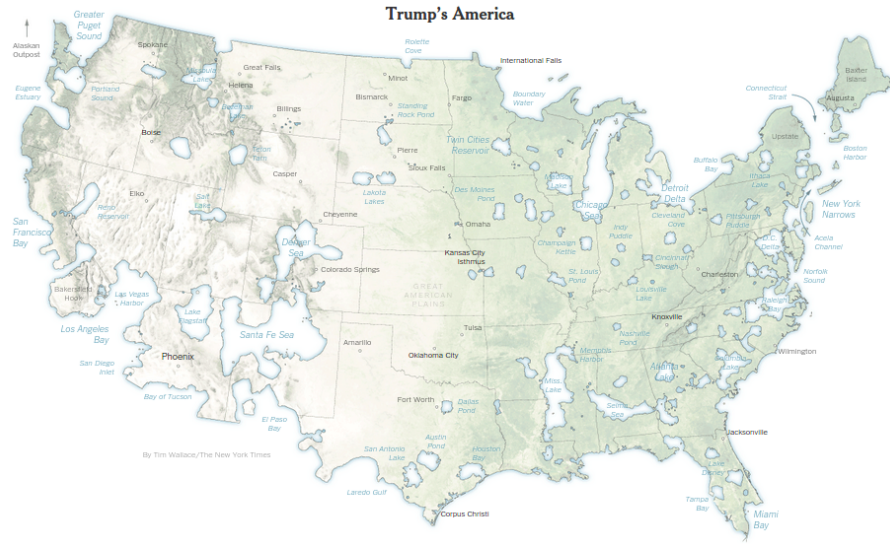 Trump's America
Greater
Puget
Sound
Alaskan
Outpost
Spokane
Rolette
Cove
International Falls
Great Falls
Minot
Helena
Baffler
Island
Eugene
Estuary
Portland
Sound
Boundary
Water
Connecticut
Strait
Augusta
Bismarck
Fargo
Billings
Standing
Rock Pond
Boise
Twin Cities
Reservoir
Upstate
Boston
Harbor
Pierre
Buffalo
Bay
Casper
Sioux Falls
Ithaca
Lake
Elko
Lakota
Lakes
Des Moines
Pond
Lake
Detroit
Delta
New York
Narrows
Reno
Reservoir
Salt
Lake
Chicago
Sea
Cleveland
Cove
Pittsburgh
Puddle
San
Francisco
Bay
Cheyenne
Omaha
Indy
Puddle
Denver
Sea
Champaign
Kettle
D.C.
Delta
Acela
Channel
Kansas City
Isthmus
Cincinnati
Slough
Colorado Springs
St. Louis
Pond
Charleston
Norfolk
Sound
Bakersfield
Hook
Las Vegas
Harbor
GREAT
AMERICAN
PLAINS
Louisville
Lake
Raleigh
Bay
Lake
Flagstaff
Knoxville
Los Angeles
Bay
Santa Fe Sea
Tulsa
Nashville
Pond
Amarillo
Oklahoma City
Memphis
Harbor
Wilmington
Phoenix
San Diego
Inlet
Atlanta
Lake
Columbia
Lake
Miss.
Lake
Bay of Tucson
Fort Worth
Dallas
Pond
Selma
Sea
El Paso
Bay
Jacksonville
Austin
Pond
By Tim Wallace/The New York Times
San Antonio
Lake
Houston
Bay
Lake
Disney
Laredo Gulf
Tampa
Bay
Corpus Christi
Miami
Bay